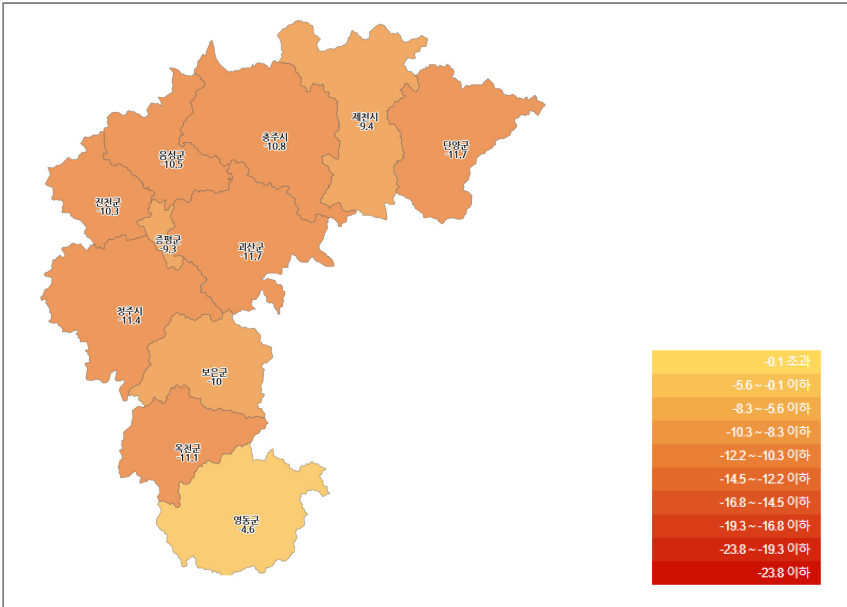 제천시
-9.4
충주시
-10.8
단양군
-11.7
음성군
-10.5
진천군
-10.3
증평군
-9.3
괴산군
-11.7
청주시
-11.4
보은군
-10
옥천군
-11.1
영동군
4.6
-0.1 초과
-5.6 ~ -0.1 이하
-8.3 ~ -5.6 이하
-10.3 ~ -8.3 이하
-12.2 ~ -10.3 이하
-14.5 ~ -12.2 이하
-16.8 ~ -14.5 이하
-19.3 ~ -16.8 이하
-23.8 ~ -19.3 이하
-23.8 이하